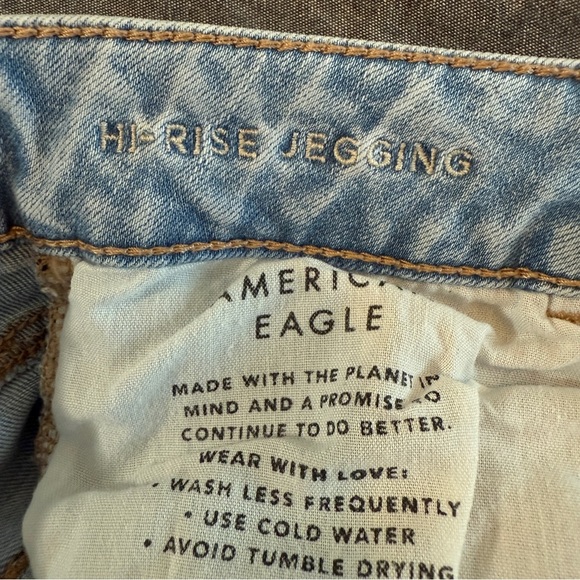 HI-RISE JEGGING
AMERICAN
EAGLE
MADE WITH THE PLANET IN
MIND AND A PROMISE TO
CONTINUE TO DO BETTER.
WEAR WITH LOVE:
• WASH LESS FREQUENTLY
• USE COLD WATER
• AVOID TUMBLE DRYING